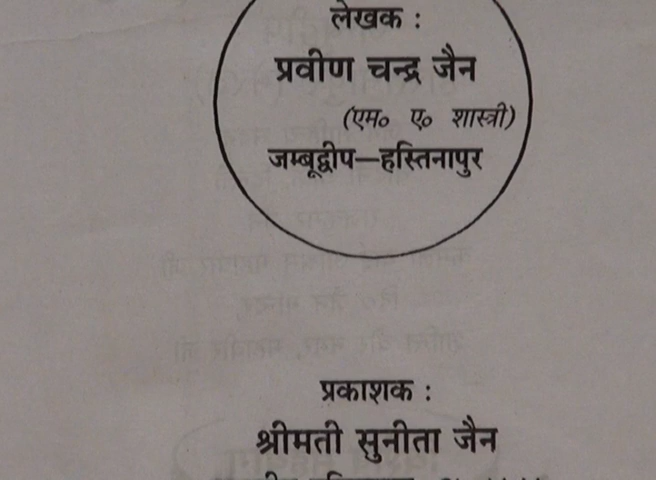 लेखक :
प्रवीण चन्द्र जैन
(एम० ए० शास्त्री)
जम्बूद्वीप—हस्तिनापुर
प्रकाशक :
श्रीमती सुनीता जैन